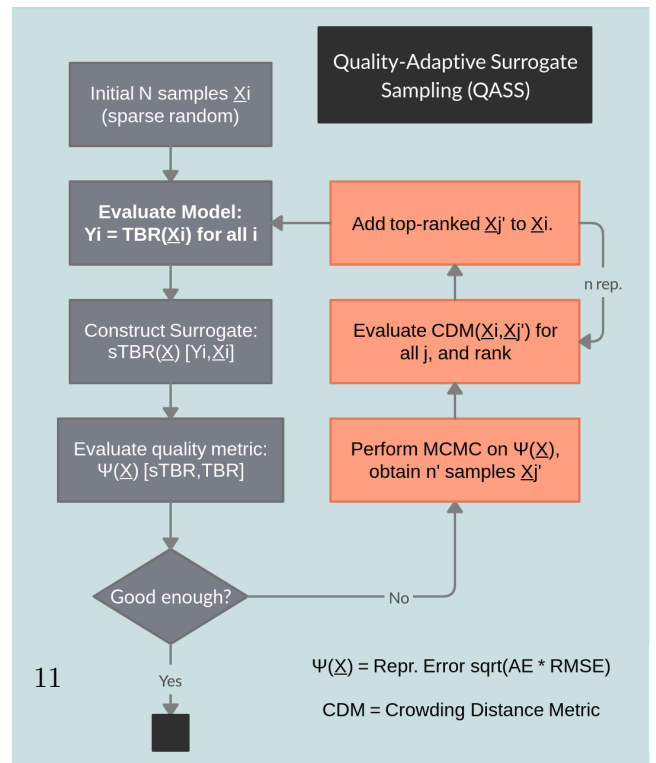 Quality-Adaptive Surrogate
Sampling (QASS)
Initial N samples Xi
(sparse random)
Evaluate Model:
Yi = TBR(Xi) for all i
Construct Surrogate:
sTBR(X) [Yi,Xi]
Evaluate quality metric:
Ψ(X) [sTBR,TBR]
Good enough?
Yes
No
Perform MCMC on Ψ(X),
obtain n' samples Xj'
Evaluate CDM(Xi,Xj') for
all j, and rank
Add top-ranked Xj' to Xi.
n rep.
Ψ(X) = Repr. Error sqrt(AE * RMSE)
CDM = Crowding Distance Metric
11